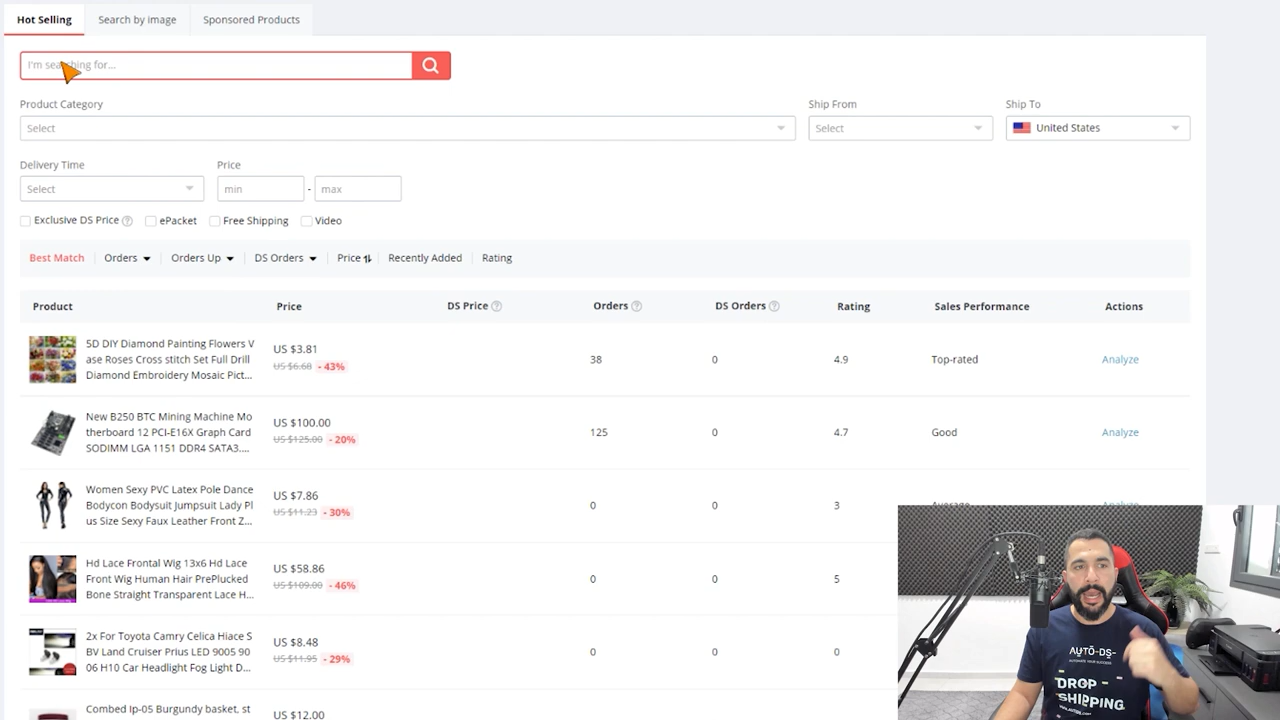 Hot Selling
Search by image
Sponsored Products
I'm searching for...
Product Category
Ship From
Ship To
Select
Select
United States
Delivery Time
Price
Select
min
-
max
Exclusive DS Price
ePacket
Free Shipping
Video
Best Match
Orders
Orders Up
DS Orders
Price
Recently Added
Rating
Product
Price
DS Price
Orders
DS Orders
Rating
Sales Performance
Actions
5D DIY Diamond Painting Flowers V
ase Roses Cross stitch Set Full Drill
Diamond Embroidery Mosaic Pict...
US $3.81
US $6.68 - 43%
38
0
4.9
Top-rated
Analyze
New B250 BTC Mining Machine Mo
therboard 12 PCI-E16X Graph Card
SODIMM LGA 1151 DDR4 SATA3....
US $100.00
US $125.00 - 20%
125
0
4.7
Good
Analyze
Women Sexy PVC Latex Pole Dance
Bodycon Bodysuit Jumpsuit Lady Pl
us Size Sexy Faux Leather Front Z...
US $7.86
US $11.23 - 30%
0
0
3
Average
Analyze
Hd Lace Frontal Wig 13x6 Hd Lace
Front Wig Human Hair PrePlucked
Bone Straight Transparent Lace H...
US $58.86
US $109.00 - 46%
0
0
5
2x For Toyota Camry Celica Hiace S
BV Land Cruiser Prius LED 9005 90
06 H10 Car Headlight Fog Light D...
US $8.48
US $11.95 - 29%
0
0
0
Combed Ip-05 Burgundy basket, st
US $12.00
AUTO-DS-
AUTOMATE YOUR SUCCESS
DROP
SHIPPING